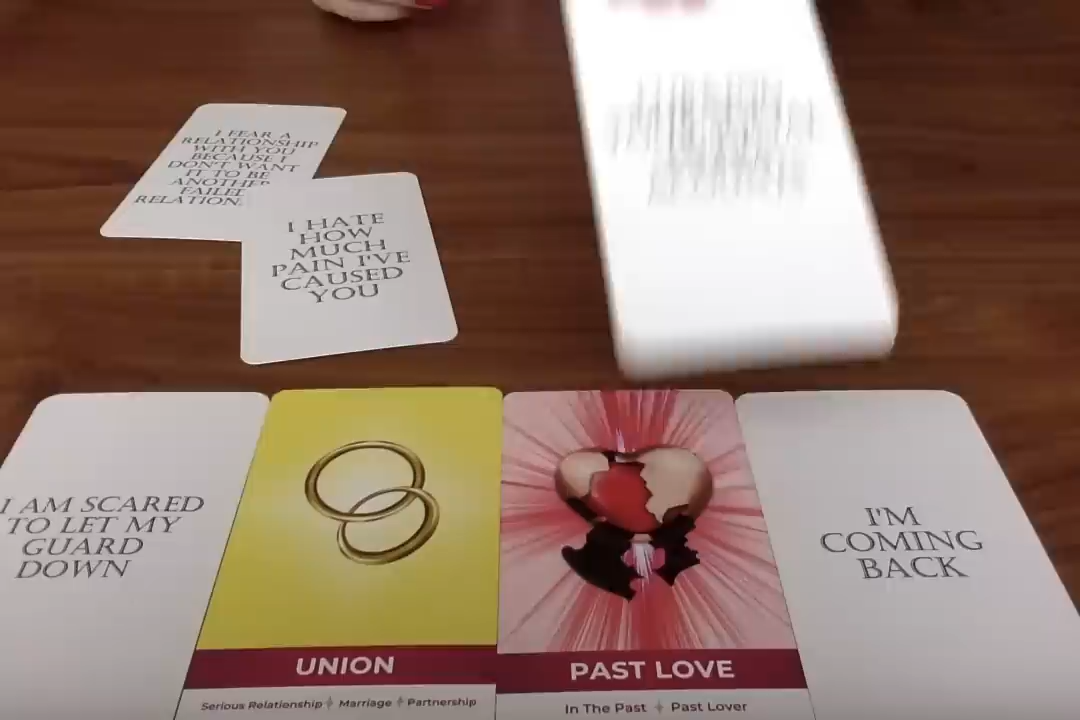 I FEAR A
RELATIONSHIP
WITH YOU
BECAUSE I
DON'T WANT
IT TO BE
ANOTHER
FAILED
RELATION
I HATE
HOW
MUCH
PAIN I'VE
CAUSED
YOU
I AM SCARED
TO LET MY
GUARD
DOWN
UNION
Serious Relationship Marriage Partnership
PAST LOVE
In The Past Past Lover
I'M
COMING
BACK